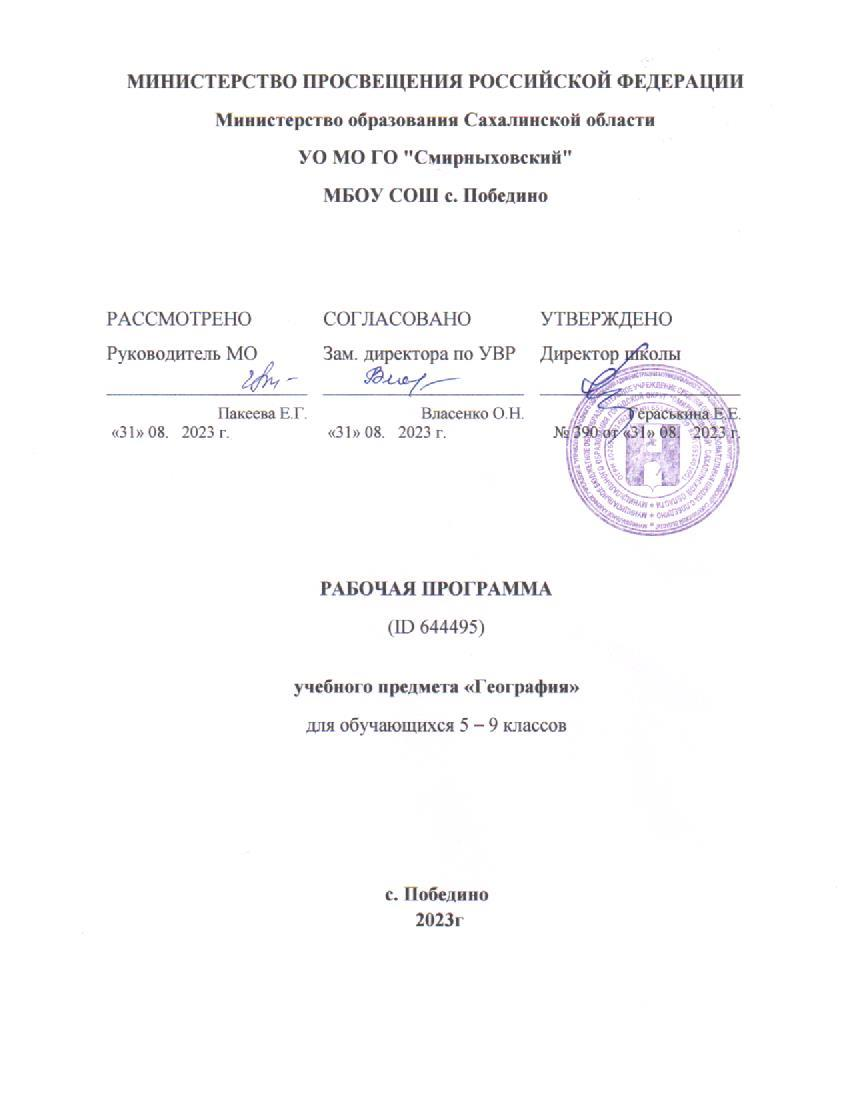 МИНИСТЕРСТВО ПРОСВЕЩЕНИЯ РОССИЙСКОЙ ФЕДЕРАЦИИ
Министерство образования Сахалинской области
УО МО ГО "Смирныховский"
МБОУ СОШ с. Победино
РАССМОТРЕНО
Руководитель МО
Пакеева Е.Г.
«31» 08. 2023 г.
СОГЛАСОВАНО
Зам. директора по УВР
Власенко О.Н.
«31» 08. 2023 г.
УТВЕРЖДЕНО
Директор школы
Гераськина Е.Е.
№ 390 от «31» 08. 2023 г.
РАБОЧАЯ ПРОГРАММА
(ID 644495)
учебного предмета «География»
для обучающихся 5 – 9 классов
с. Победино
2023г